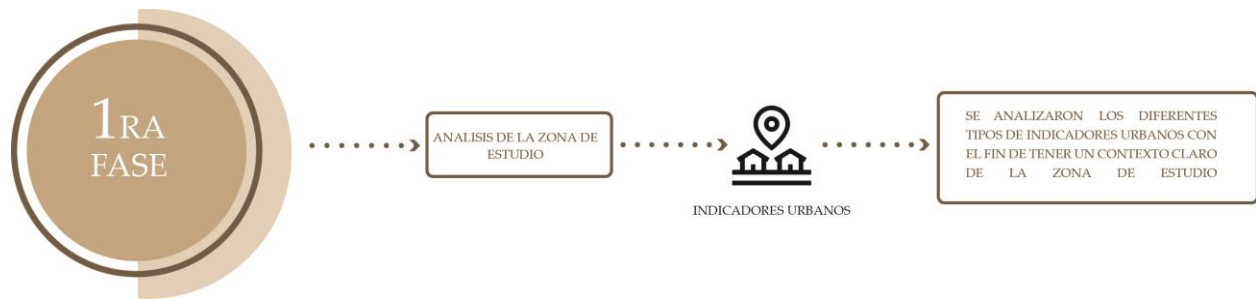 1RA
FASE
ANALISIS DE LA ZONA DE
ESTUDIO
INDICADORES URBANOS
SE ANALIZARON LOS DIFERENTES
TIPOS DE INDICADORES URBANOS CON
EL FIN DE TENER UN CONTEXTO CLARO
DE LA ZONA DE ESTUDIO